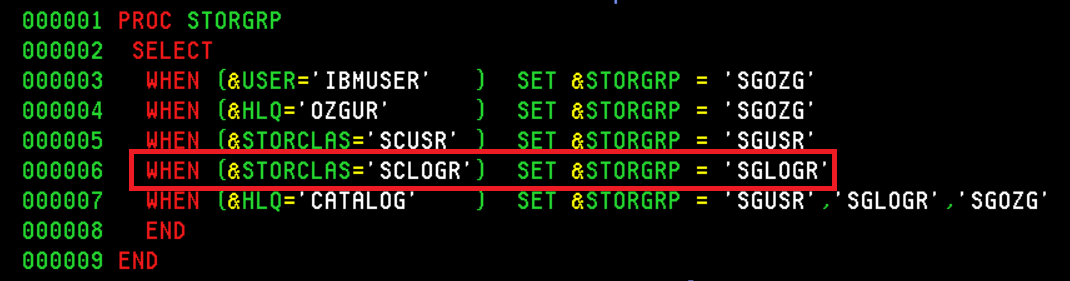 000001 PROC STORGRP
000002  SELECT
000003   WHEN (&USER='IBMUSER'   )  SET &STORGRP = 'SGOZG'
000004   WHEN (&HLQ='OZGUR'      )  SET &STORGRP = 'SGOZG'
000005   WHEN (&STORCLAS='SCUSR' )  SET &STORGRP = 'SGUSR'
000006   WHEN (&STORCLAS='SCLOGR')  SET &STORGRP = 'SGLOGR'
000007   WHEN (&HLQ='CATALOG'    )  SET &STORGRP = 'SGUSR','SGLOGR','SGOZG'
000008   END
000009 END